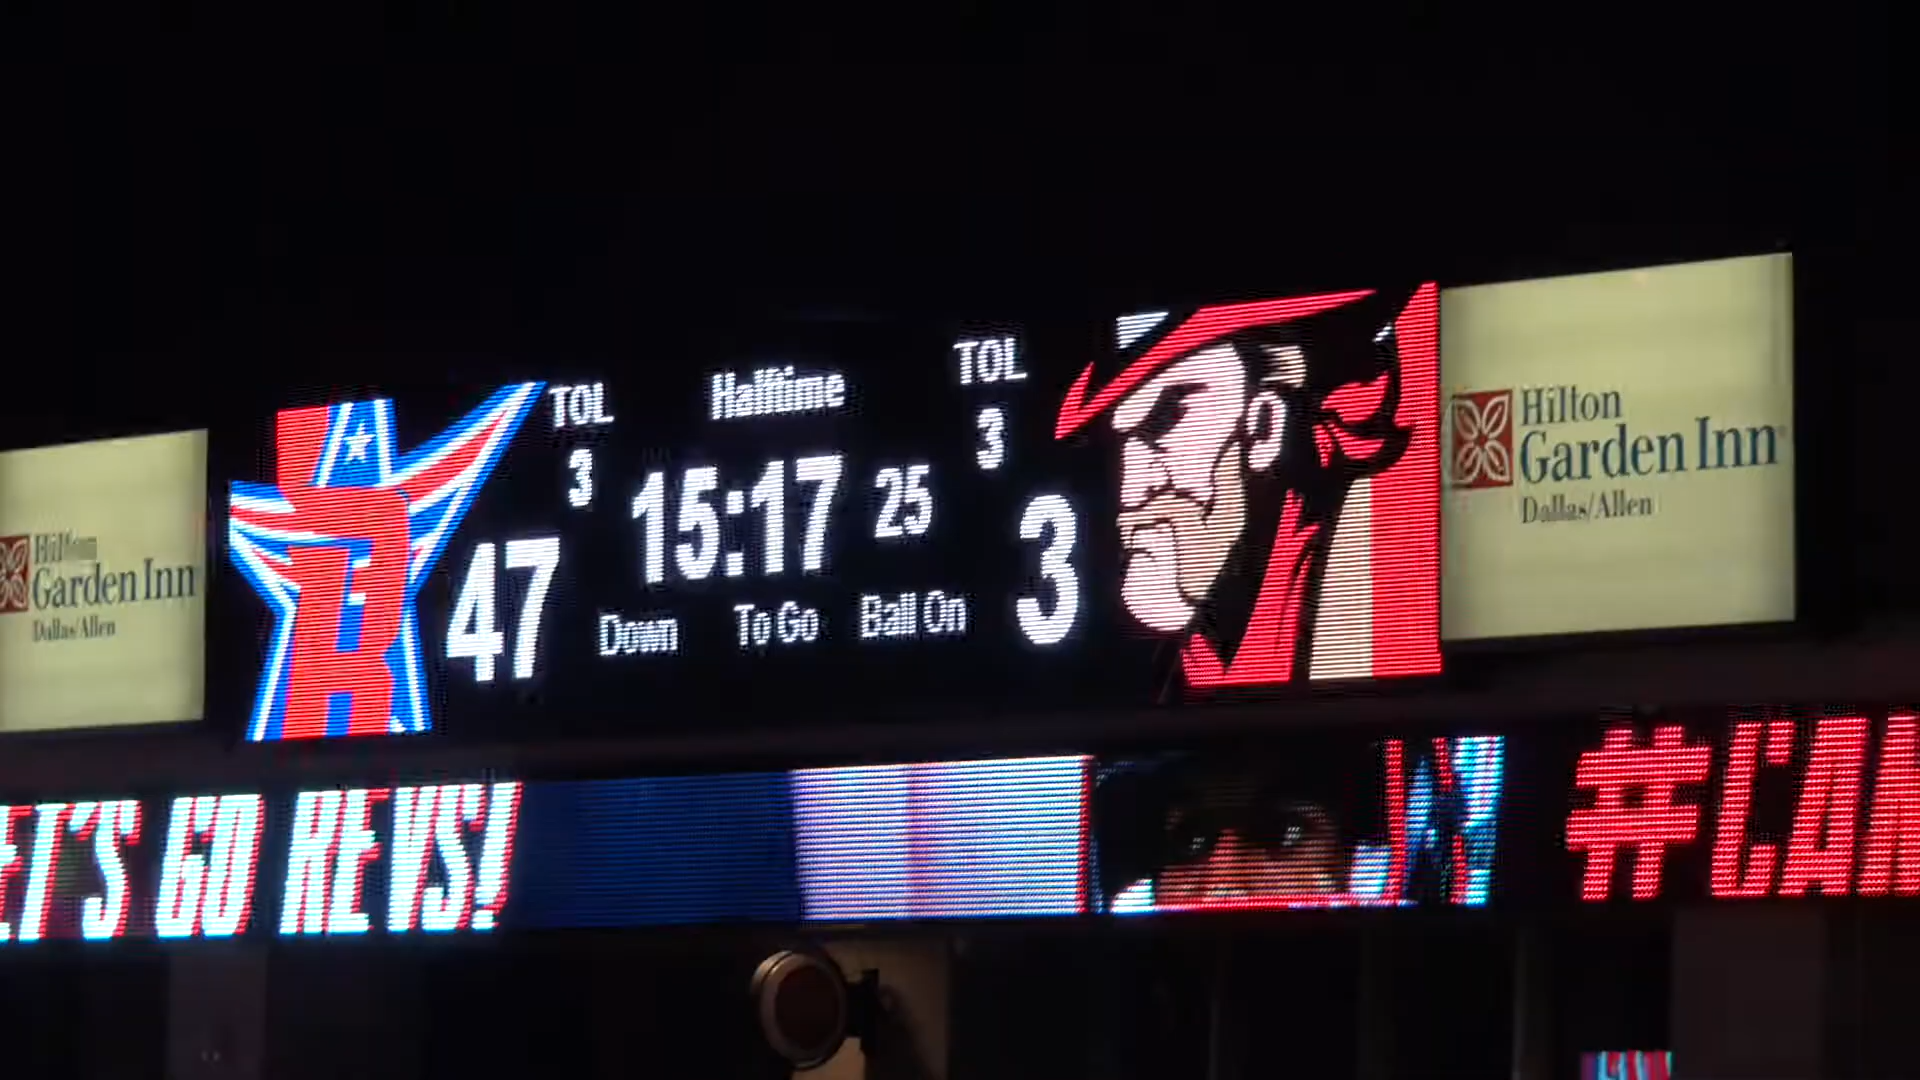 Hilton
Garden Inn
Dallas/Allen
TOL
3
47
Halftime
15:17
25
Down
To Go
Ball On
TOL
3
3
Hilton
Garden Inn
Dallas/Allen
ET'S GO REVS!
#CAN